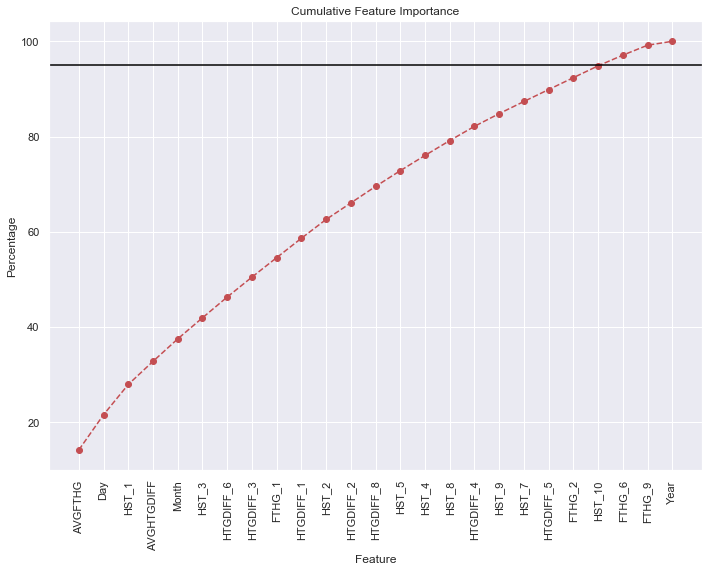 Cumulative Feature Importance
100
80
60
40
20
Percentage
AVGFTHG
Day
HST_1
AVGHTGDIFF
Month
HST_3
HTGDIFF_6
HTGDIFF_3
FTHG_1
HTGDIFF_1
HST_2
HTGDIFF_2
HTGDIFF_8
HST_5
HST_4
HST_8
HTGDIFF_4
HST_9
HST_7
HTGDIFF_5
FTHG_2
HST_10
FTHG_6
FTHG_9
Year
Feature